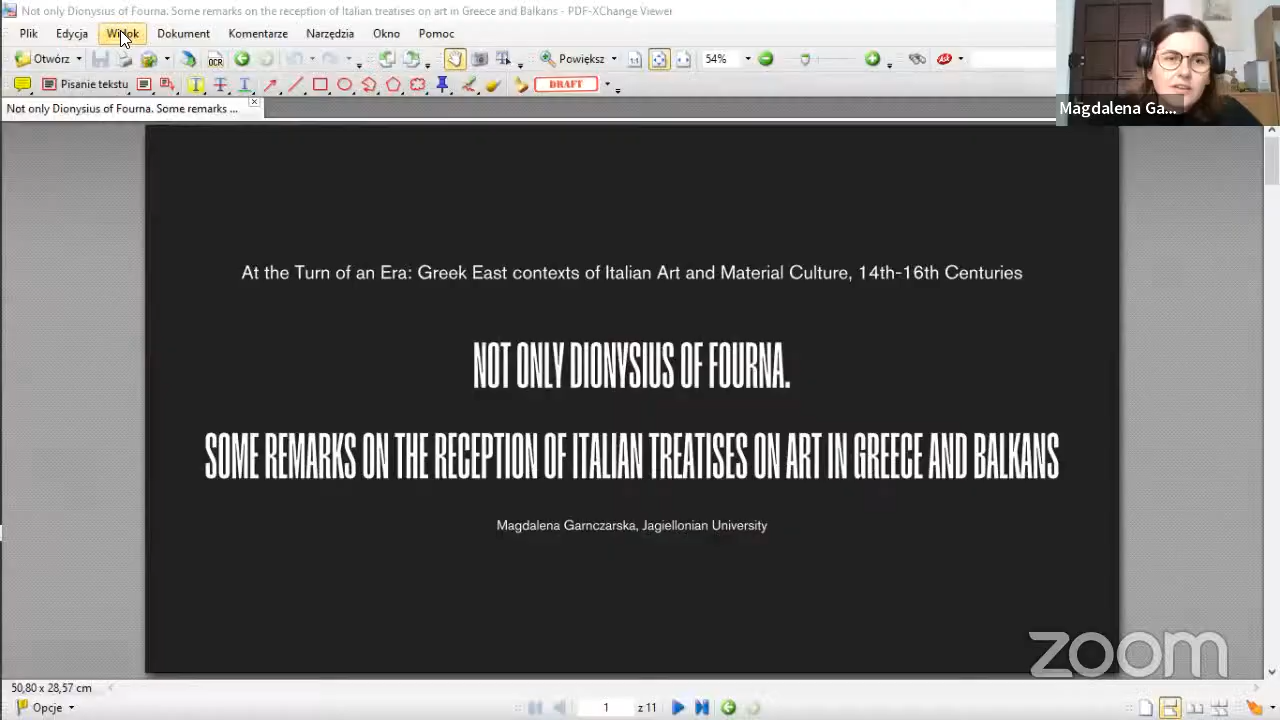 Not only Dionysius of Fourna. Some remarks on the reception of Italian treatises on art in Greece and Balkans - PDF-XChange Viewer
Plik Edycja Widok Dokument Komentarze Narzędzia Okno Pomoc
Otwórz OCR Powiększ 54%
Pisanie tekstu DRAFT
Magdalena Ga...
Not only Dionysius of Fourna. Some remarks ...
At the Turn of an Era: Greek East contexts of Italian Art and Material Culture, 14th-16th Centuries
NOT ONLY DIONYSIUS OF FOURNA.
SOME REMARKS ON THE RECEPTION OF ITALIAN TREATISES ON ART IN GREECE AND BALKANS
Magdalena Garnczarska, Jagiellonian University
zoom
50,80 x 28,57 cm
Opcje 1 z 11